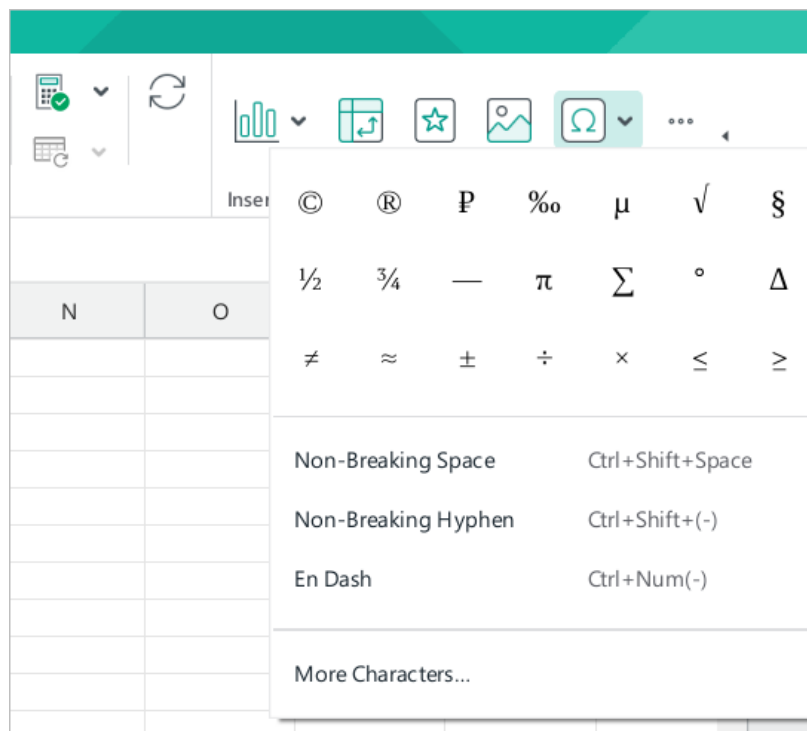 Inser
© ® ₽ ‰ µ √ §
½ ¾ — π ∑ ° Δ
N O
≠ ≈ ± ÷ × ≤ ≥
Non-Breaking Space Ctrl+Shift+Space
Non-Breaking Hyphen Ctrl+Shift+(-)
En Dash Ctrl+Num(-)
More Characters...